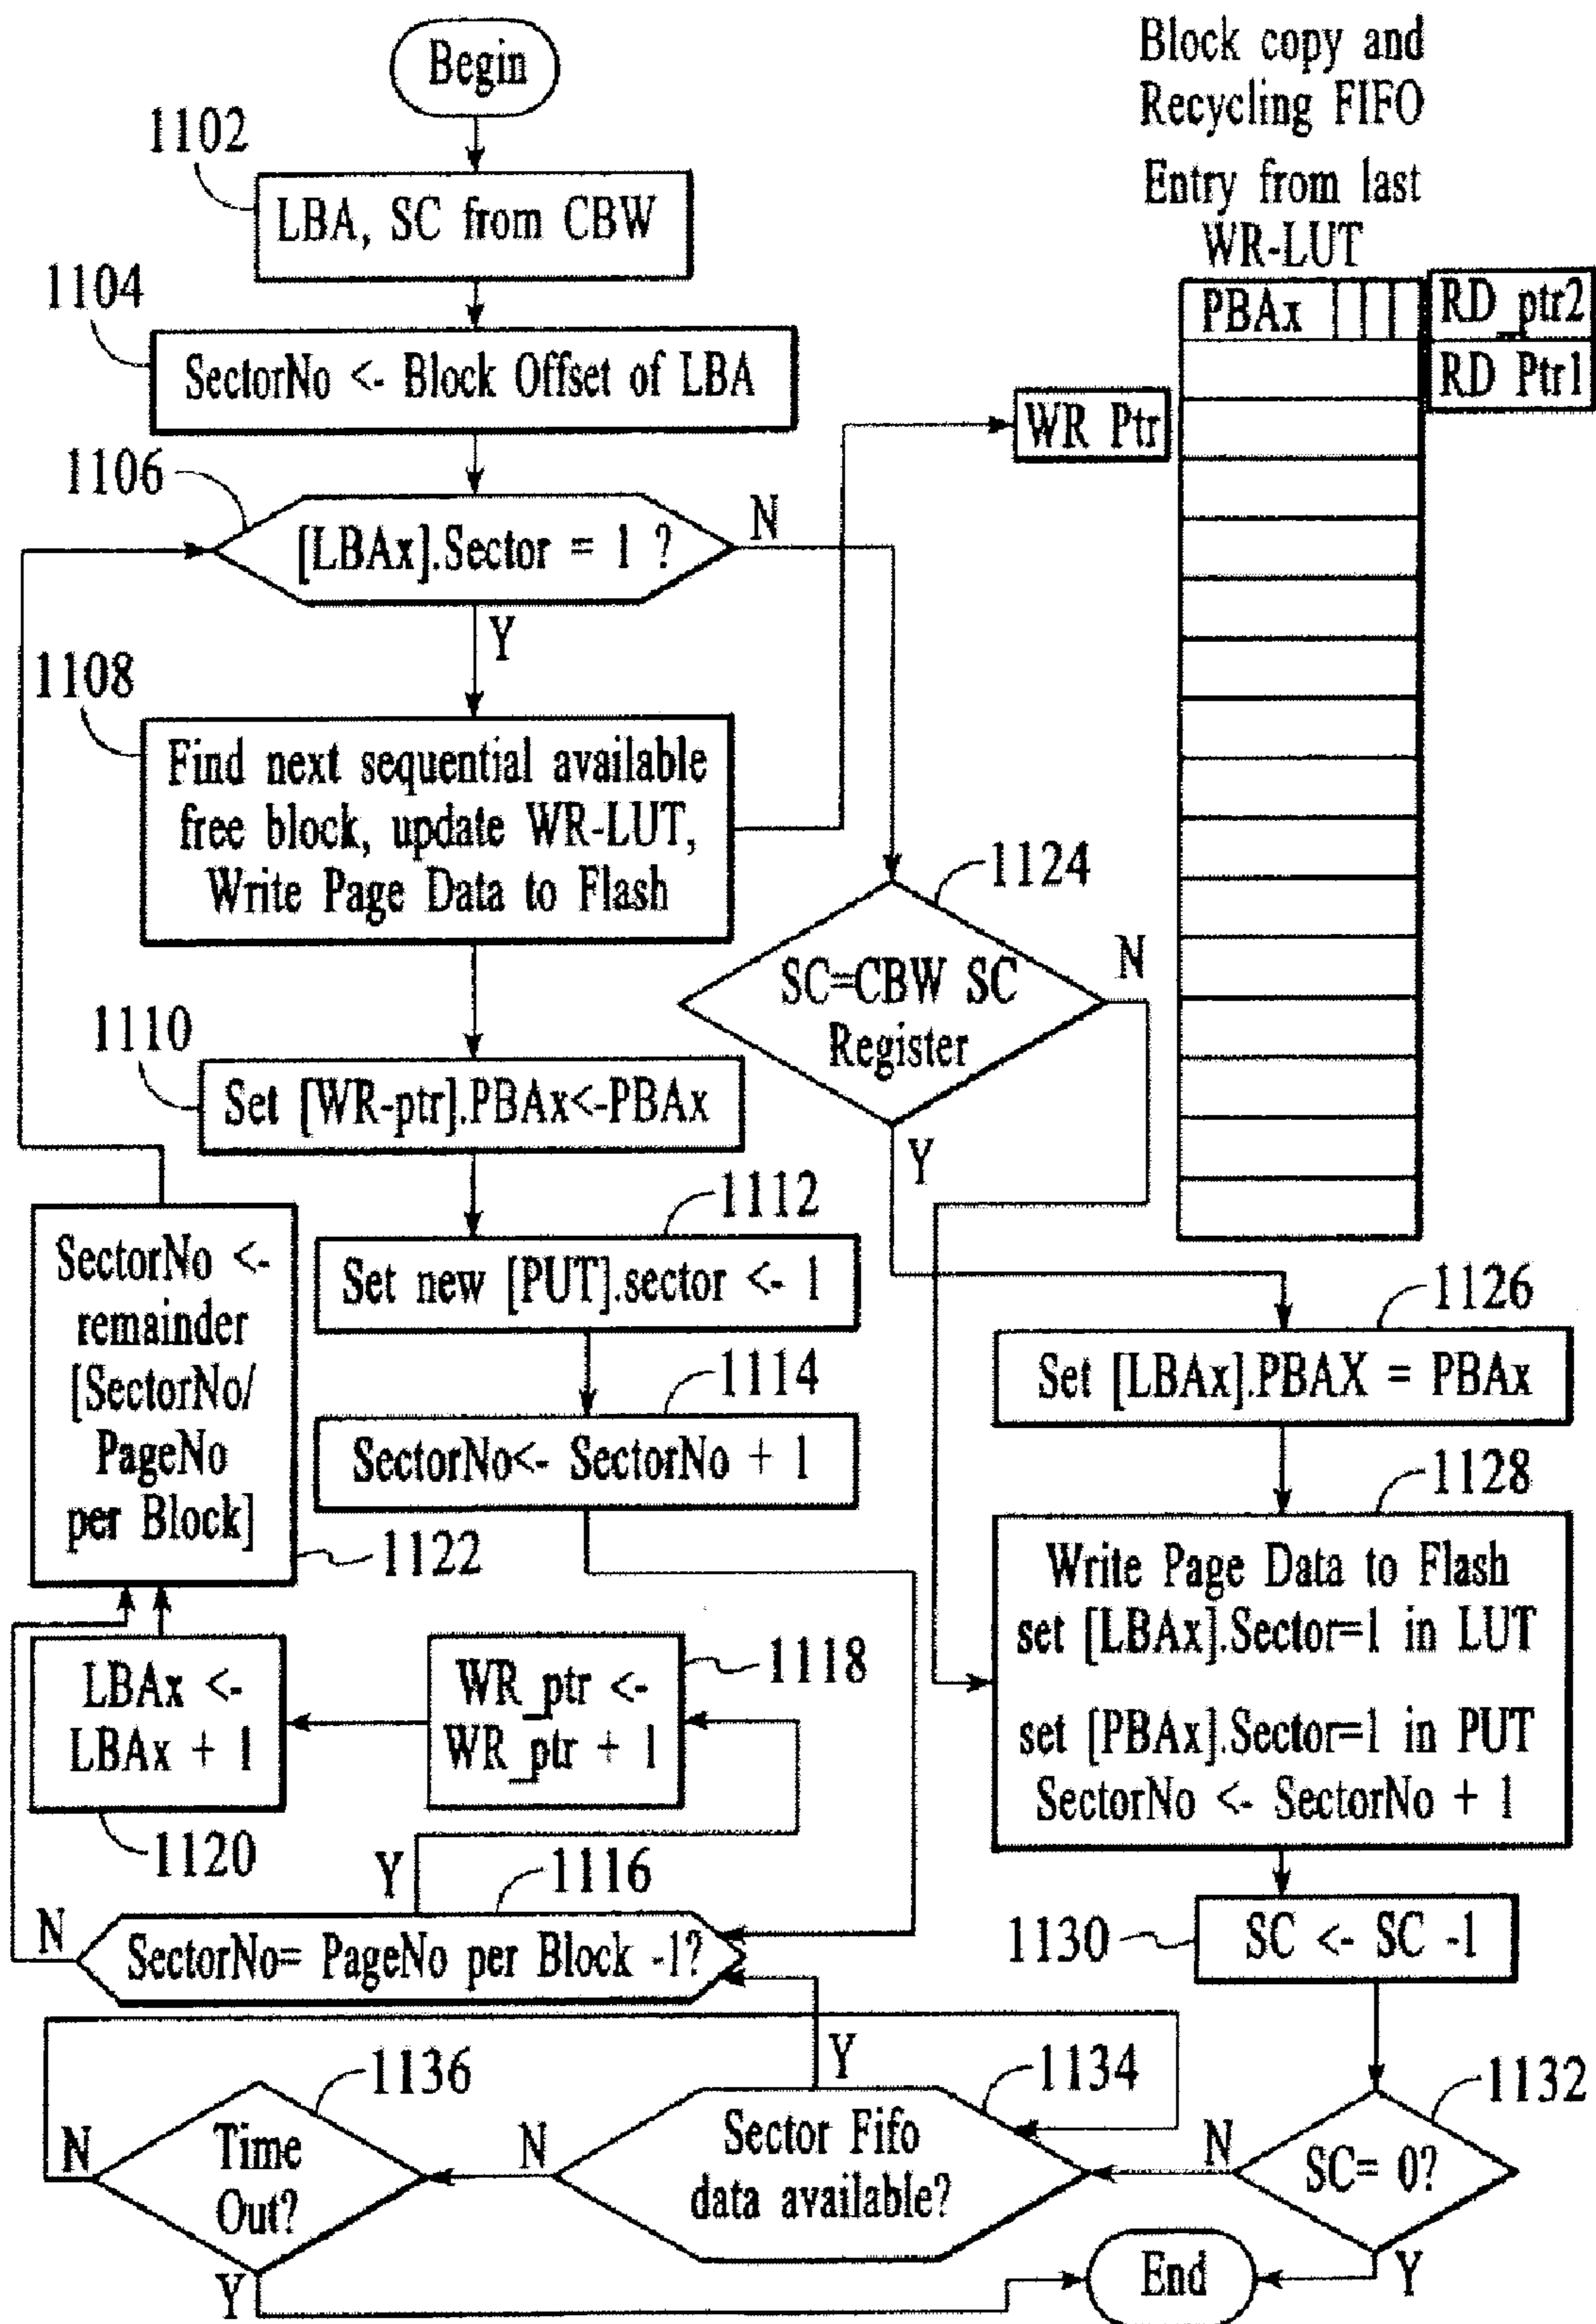 Begin
1102
LBA, SC from CBW
1104
SectorNo <- Block Offset of LBA
1106
[LBAx].Sector = 1 ?
N
Y
1108
Find next sequential available
free block, update WR-LUT,
Write Page Data to Flash
1110
Set [WR-ptr].PBAx<-PBAx
1112
Set new [PUT].sector <- 1
1114
SectorNo<- SectorNo + 1
SectorNo <-
remainder
[SectorNo/
PageNo
per Block]
1122
LBAx <-
LBAx + 1
1120
WR_ptr <-
WR_ptr + 1
1118
Y
1116
N
SectorNo= PageNo per Block -1?
Block copy and
Recycling FIFO
Entry from last
WR-LUT
PBAx
RD_ptr2
RD Ptr1
WR Ptr
1124
SC=CBW SC
Register
N
Y
1126
Set [LBAx].PBAX = PBAx
1128
Write Page Data to Flash
set [LBAx].Sector=1 in LUT
set [PBAx].Sector=1 in PUT
SectorNo <- SectorNo + 1
1130
SC <- SC -1
1132
SC= 0?
N
Y
1134
Sector Fifo
data available?
Y
N
1136
Time
Out?
N
Y
End